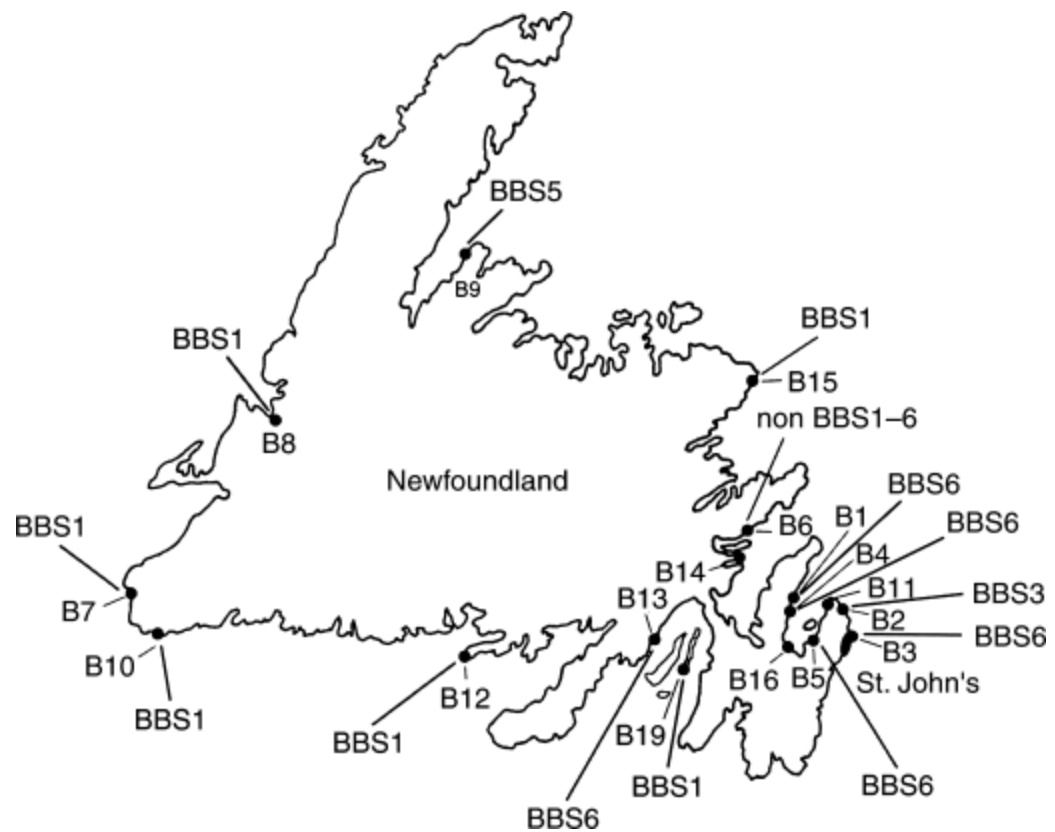 BBS5
B9
BBS1
BBS1
B15
B8
non BBS1–6
Newfoundland
BBS6
B1
BBS6
BBS1
B6
B4
B14
B11
BBS3
B7
B13
B2
BBS6
B10
B12
B16
B5
B3
St. John's
BBS1
BBS1
B19
BBS1
BBS6
BBS6